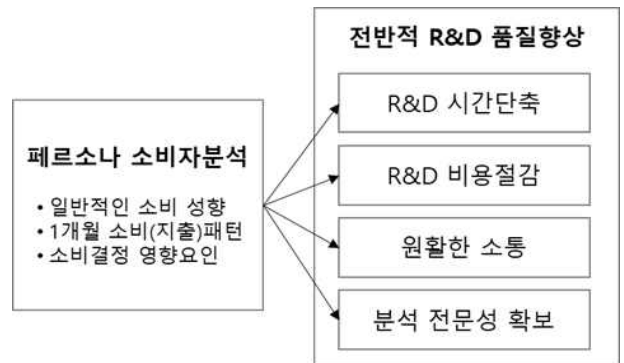 전반적 R&D 품질향상
페르소나 소비자분석
• 일반적인 소비 성향
• 1개월 소비(지출)패턴
• 소비결정 영향요인
R&D 시간단축
R&D 비용절감
원활한 소통
분석 전문성 확보